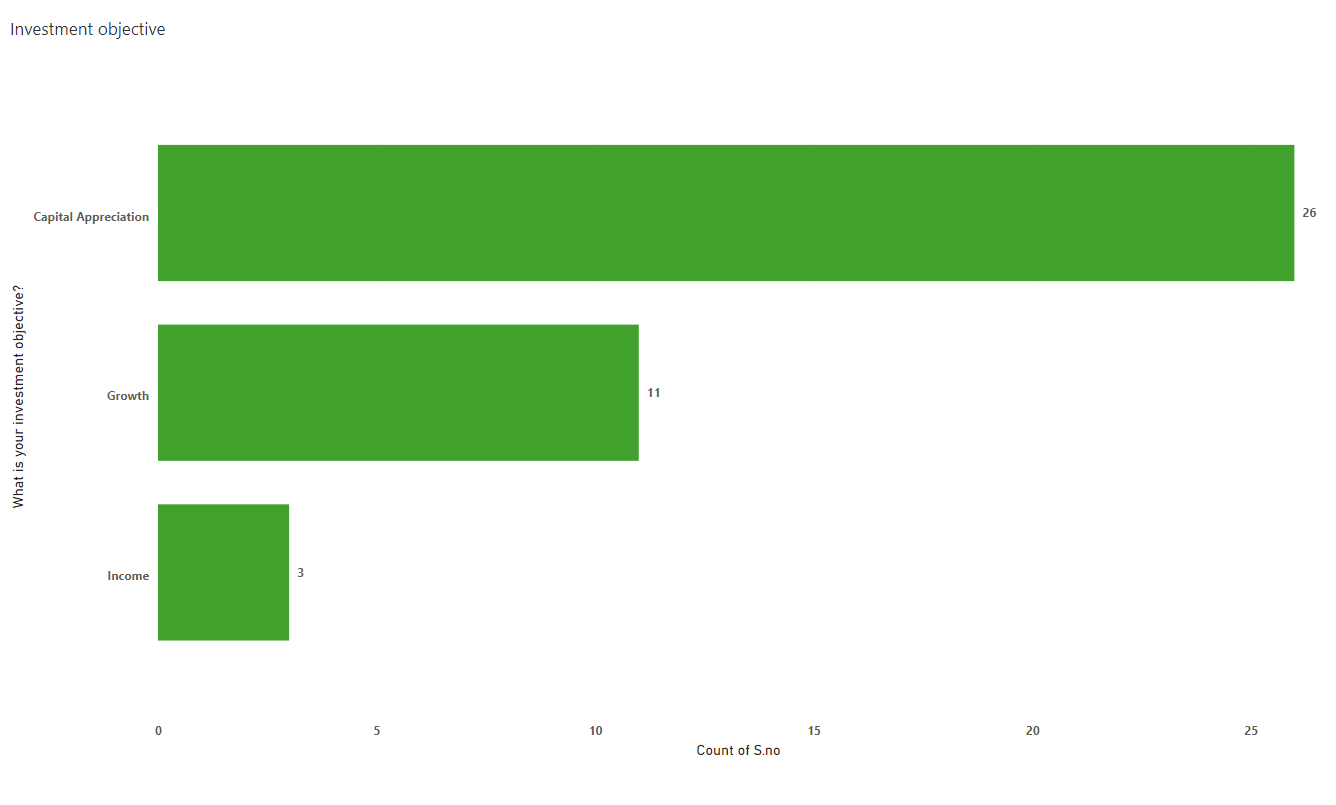 Investment objective
What is your investment objective?
Capital Appreciation
26
Growth
11
Income
3
0 5 10 15 20 25
Count of S.no